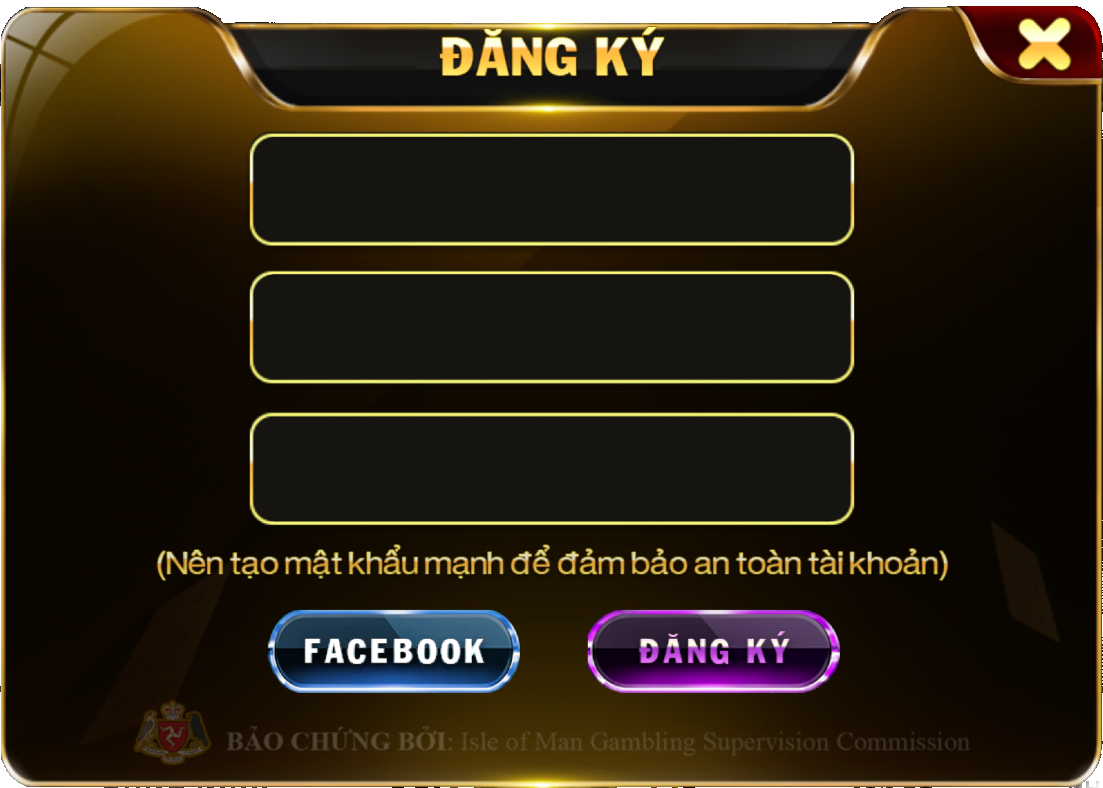 ĐĂNG KÝ
(Nên tạo mật khẩu mạnh để đảm bảo an toàn tài khoản)
FACEBOOK
ĐĂNG KÝ
BẢO CHỨNG BỞI: Isle of Man Gambling Supervision Commission